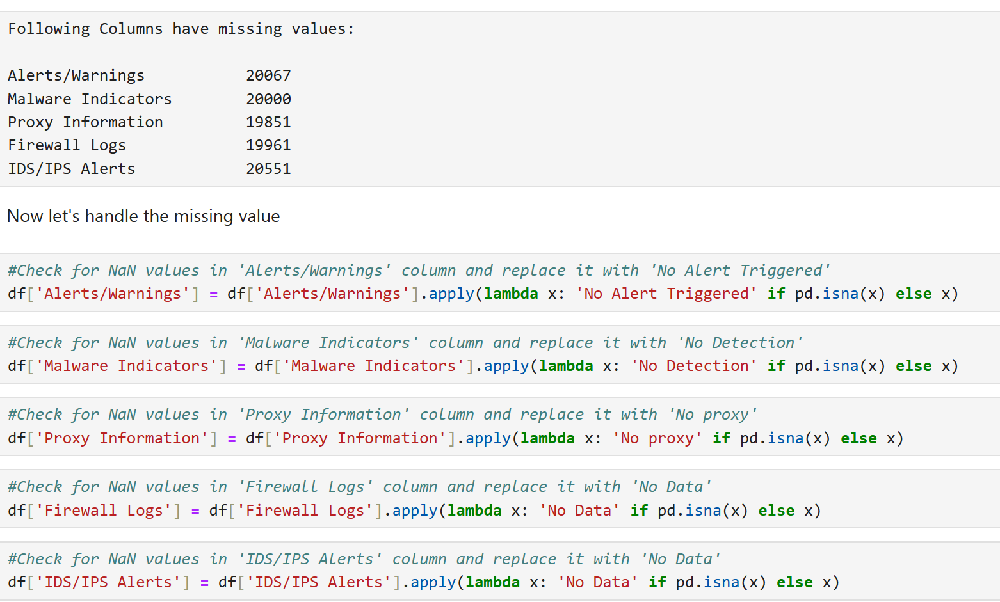 Following Columns have missing values:
Alerts/Warnings 20067
Malware Indicators 20000
Proxy Information 19851
Firewall Logs 19961
IDS/IPS Alerts 20551
Now let's handle the missing value
#Check for NaN values in 'Alerts/Warnings' column and replace it with 'No Alert Triggered'
df['Alerts/Warnings'] = df['Alerts/Warnings'].apply(lambda x: 'No Alert Triggered' if pd.isna(x) else x)
#Check for NaN values in 'Malware Indicators' column and replace it with 'No Detection'
df['Malware Indicators'] = df['Malware Indicators'].apply(lambda x: 'No Detection' if pd.isna(x) else x)
#Check for NaN values in 'Proxy Information' column and replace it with 'No proxy'
df['Proxy Information'] = df['Proxy Information'].apply(lambda x: 'No proxy' if pd.isna(x) else x)
#Check for NaN values in 'Firewall Logs' column and replace it with 'No Data'
df['Firewall Logs'] = df['Firewall Logs'].apply(lambda x: 'No Data' if pd.isna(x) else x)
#Check for NaN values in 'IDS/IPS Alerts' column and replace it with 'No Data'
df['IDS/IPS Alerts'] = df['IDS/IPS Alerts'].apply(lambda x: 'No Data' if pd.isna(x) else x)